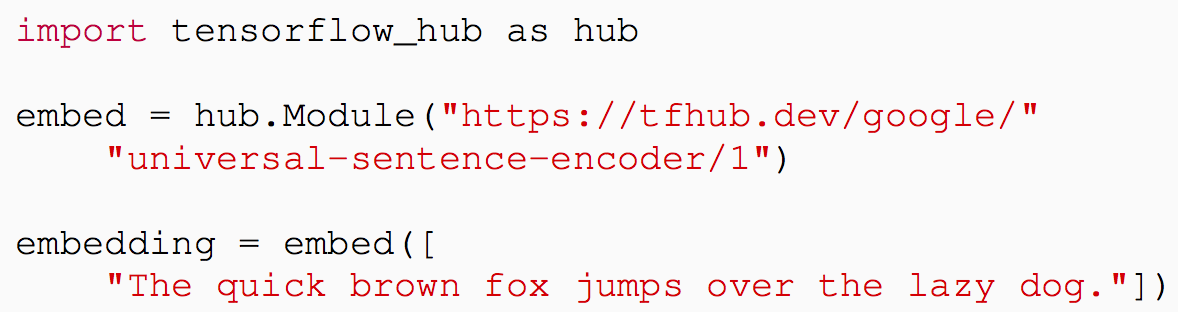 import tensorflow_hub as hub
embed = hub.Module("https://tfhub.dev/google/"
"universal-sentence-encoder/1")
embedding = embed([
"The quick brown fox jumps over the lazy dog."])